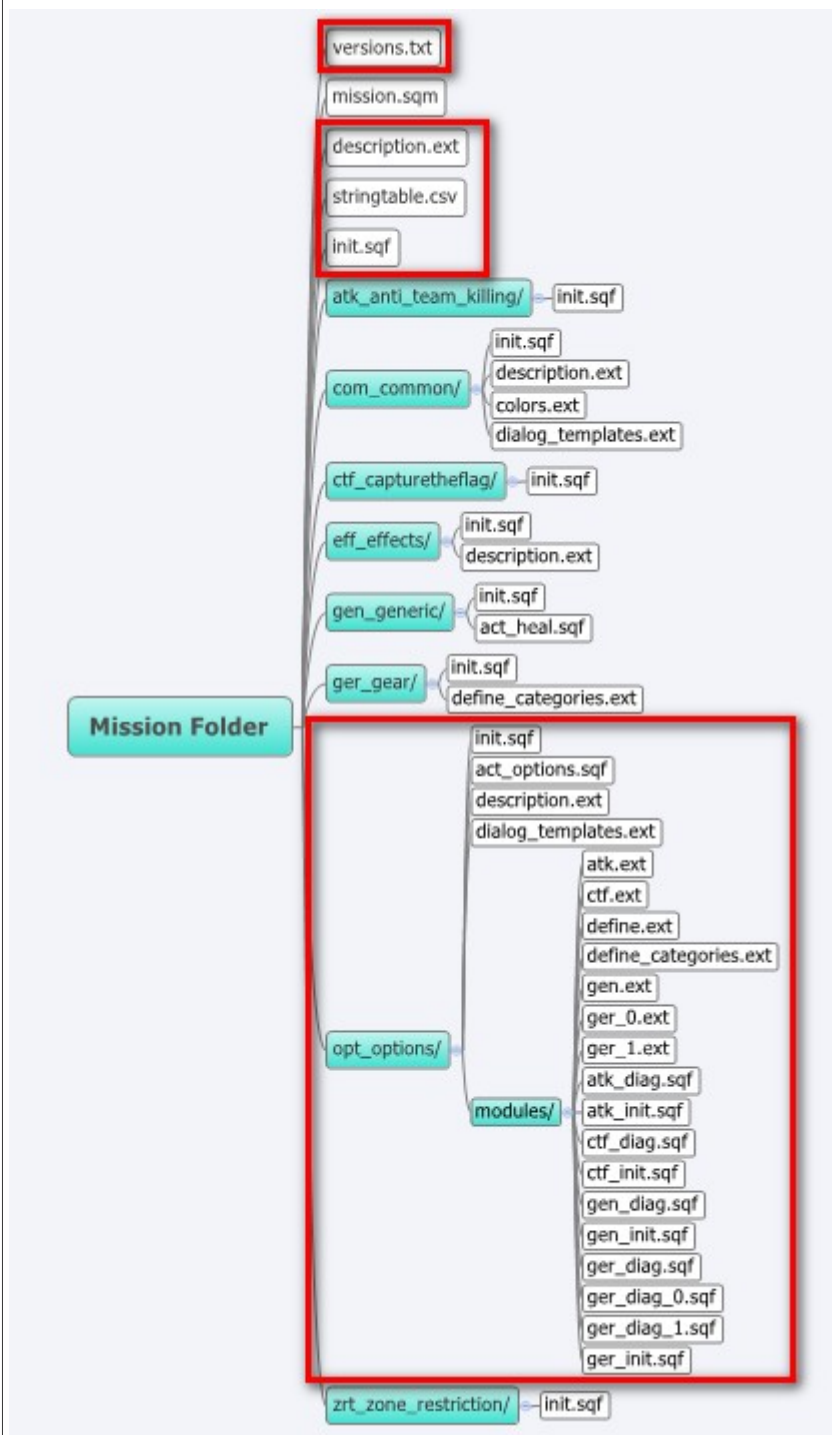 versions.txt
mission.sqm
description.ext
stringtable.csv
init.sqf
atk_anti_team_killing/
init.sqf
com_common/
init.sqf
description.ext
colors.ext
dialog_templates.ext
ctf_capturetheflag/
init.sqf
eff_effects/
init.sqf
description.ext
gen_generic/
init.sqf
act_heal.sqf
ger_gear/
init.sqf
define_categories.ext
Mission Folder
opt_options/
init.sqf
act_options.sqf
description.ext
dialog_templates.ext
modules/
atk.ext
ctf.ext
define.ext
define_categories.ext
gen.ext
ger_0.ext
ger_1.ext
atk_diag.sqf
atk_init.sqf
ctf_diag.sqf
ctf_init.sqf
gen_diag.sqf
gen_init.sqf
ger_diag.sqf
ger_diag_0.sqf
ger_diag_1.sqf
ger_init.sqf
zrt_zone_restriction/
init.sqf